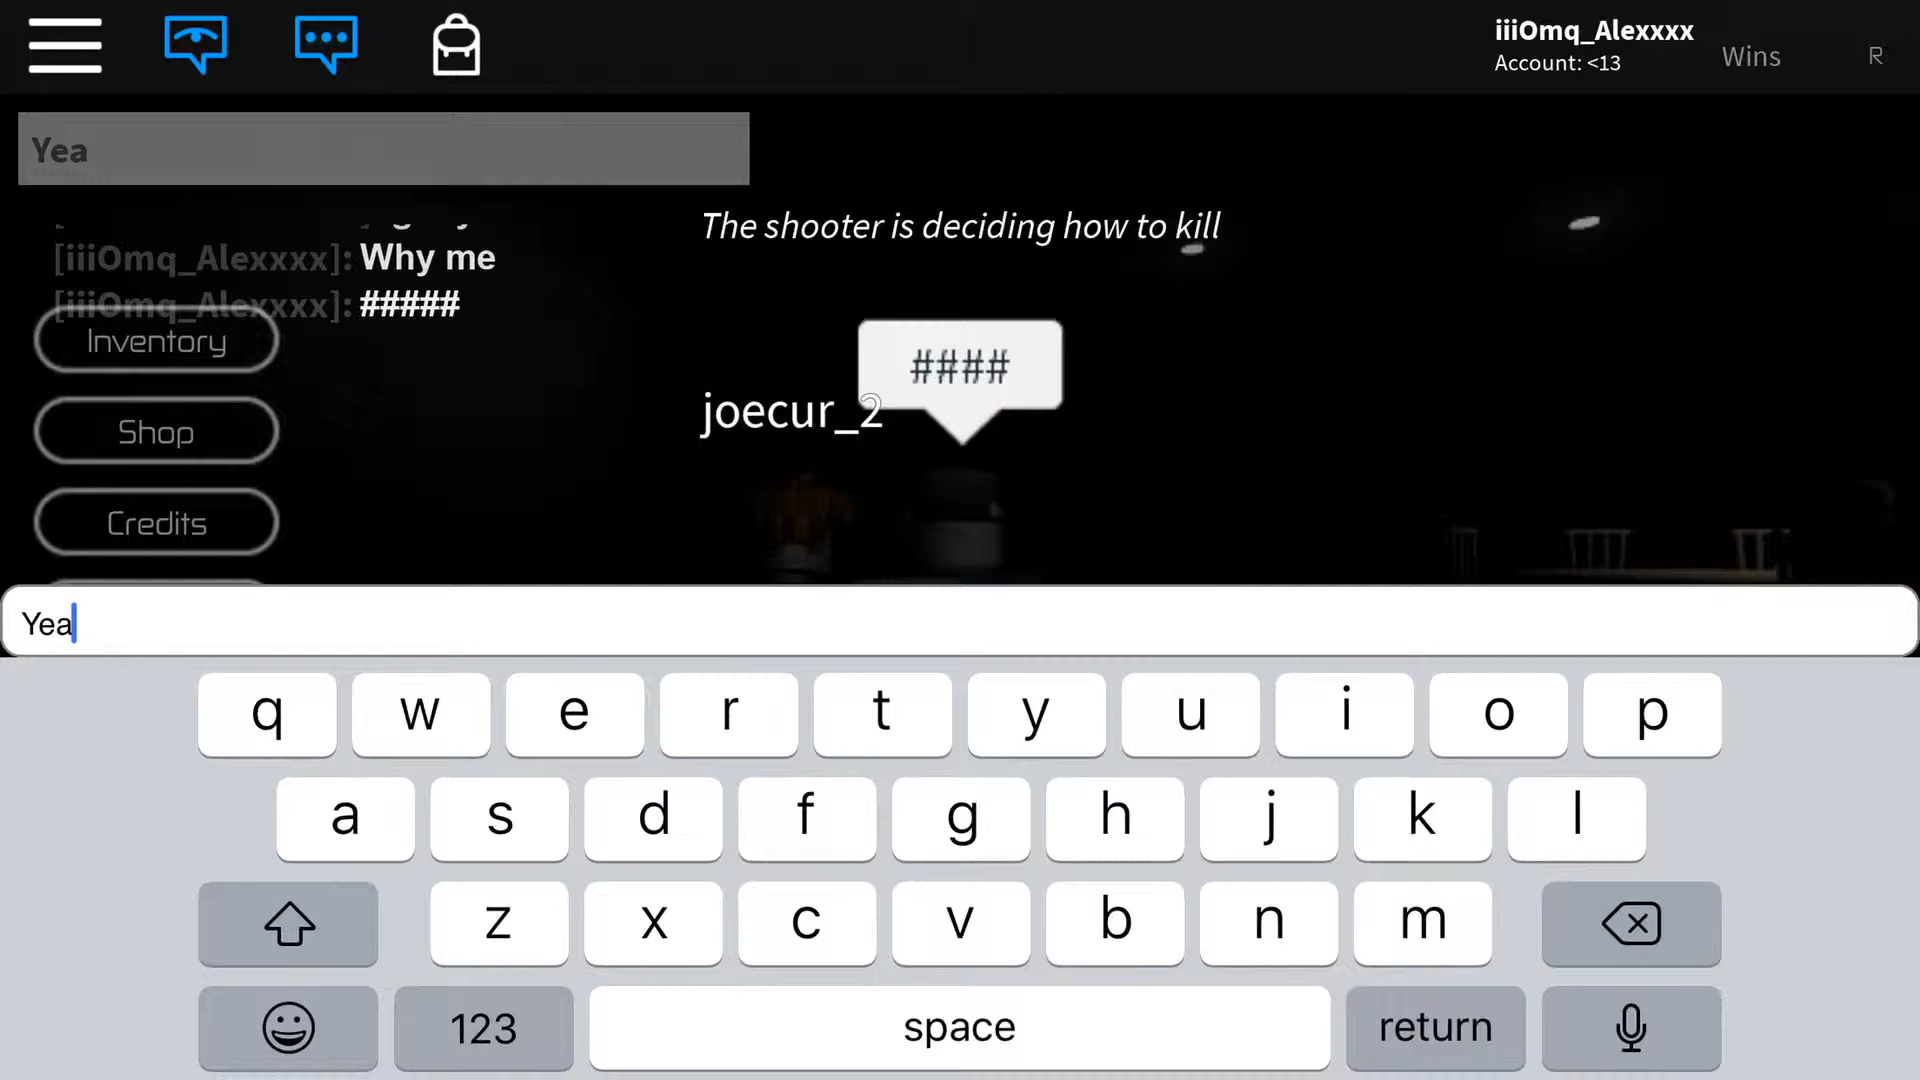 iiiOmq_Alexxxx
Account: <13
Wins
R
Yea
The shooter is deciding how to kill
[iiiOmq_Alexxxx]: Why me
[iiiOmq_Alexxxx]: #####
Inventory
####
joecur_2
Shop
Credits
Yea
q w e r t y u i o p
a s d f g h j k l
z x c v b n m
123 space return